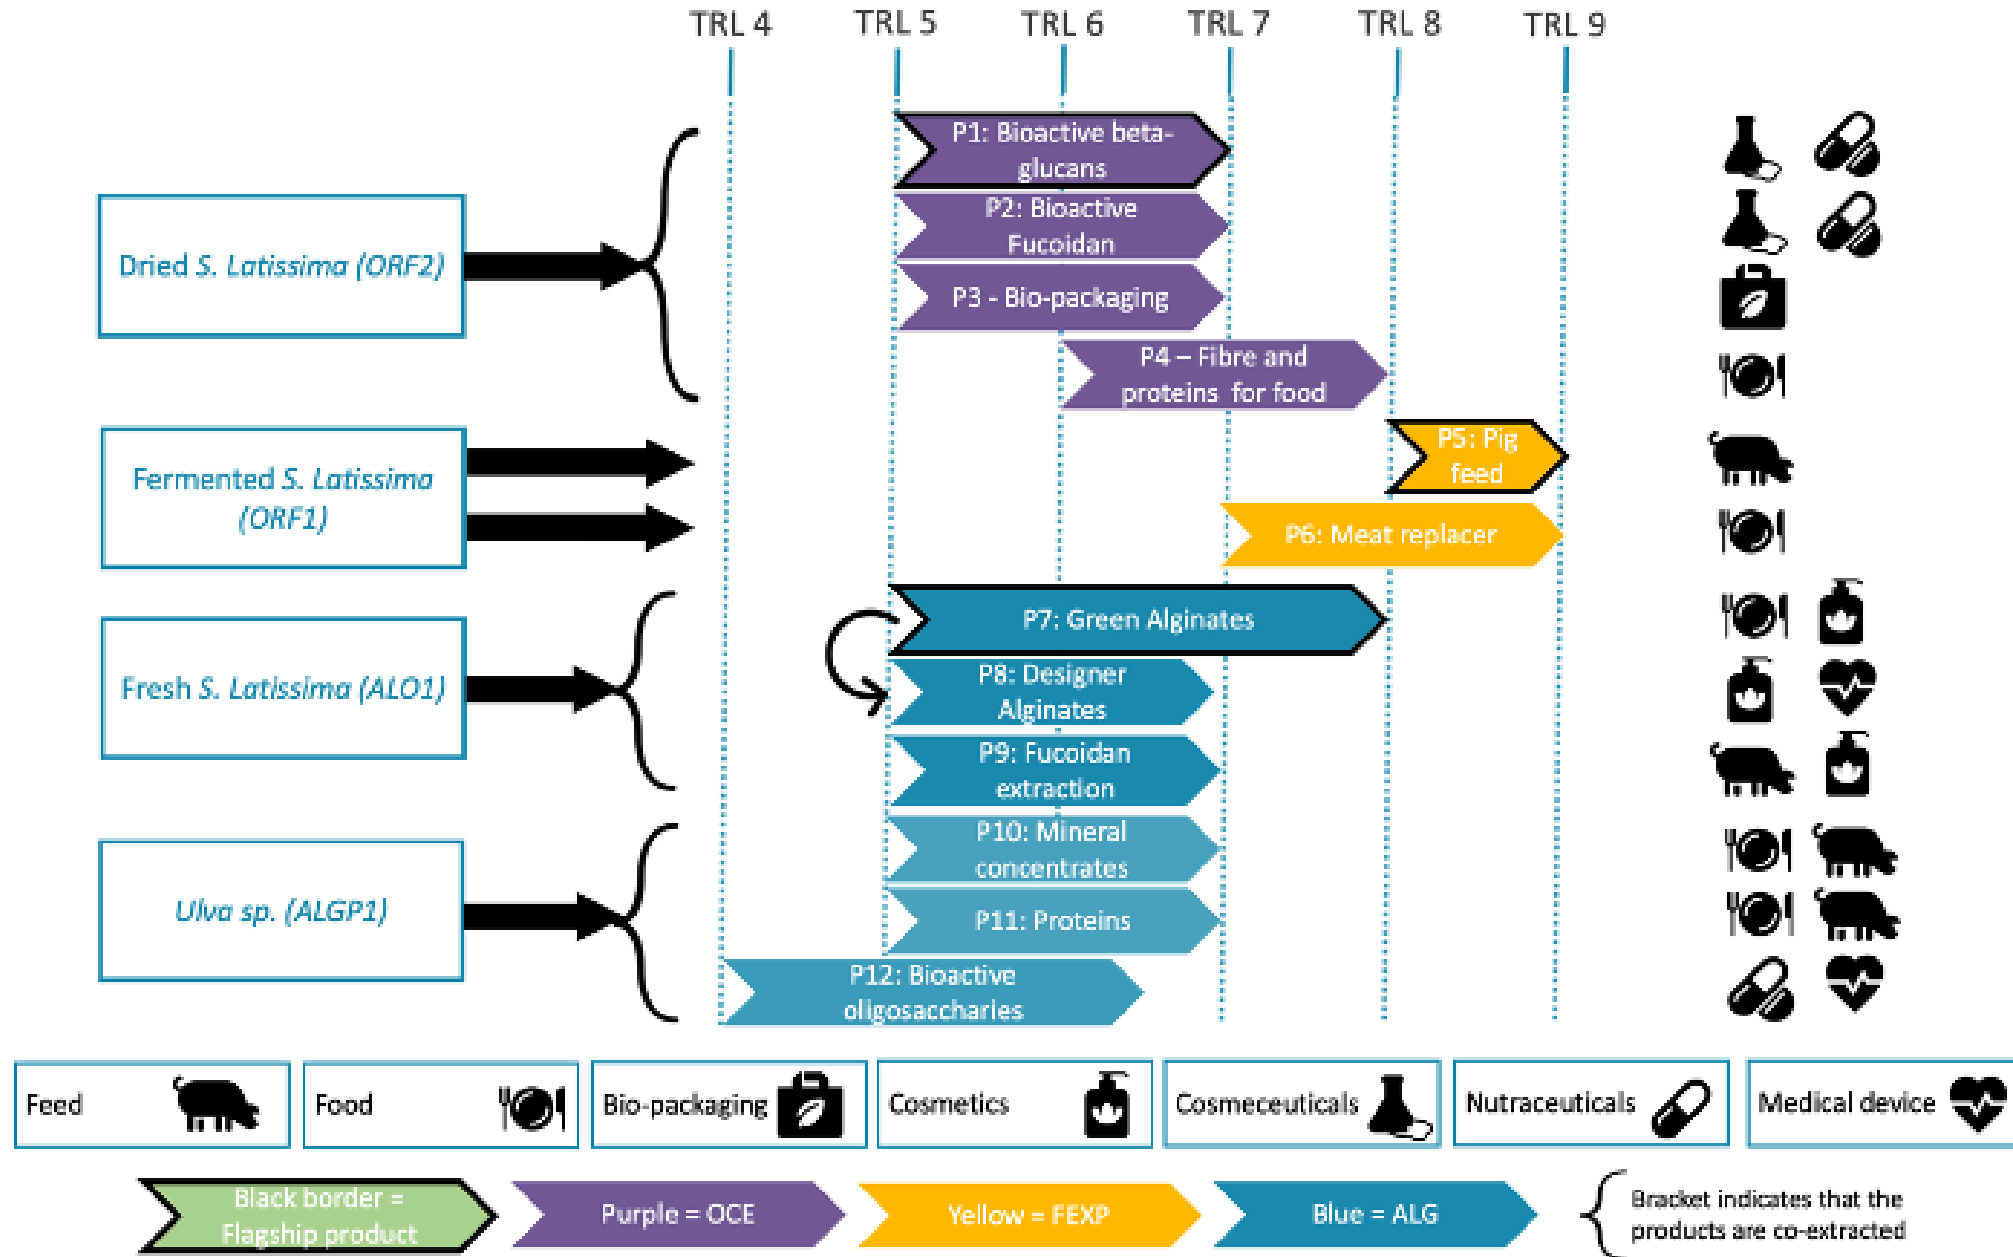 TRL 4
TRL 5
TRL 6
TRL 7
TRL 8
TRL 9
P1: Bioactive beta-
glucans
P2: Bioactive
Fucoidan
Dried S. Latissima (ORF2)
P3 - Bio-packaging
P4 – Fibre and
proteins for food
Fermented S. Latissima
(ORF1)
P5: Pig
feed
P6: Meat replacer
P7: Green Alginates
Fresh S. Latissima (ALO1)
P8: Designer
Alginates
P9: Fucoidan
extraction
P10: Mineral
concentrates
Ulva sp. (ALGP1)
P11: Proteins
P12: Bioactive
oligosaccharies
Feed
Food
Bio-packaging
Cosmetics
Cosmeceuticals
Nutraceuticals
Medical device
Black border =
Flagship product
Purple = OCE
Yellow = FEXP
Blue = ALG
Bracket indicates that the
products are co-extracted